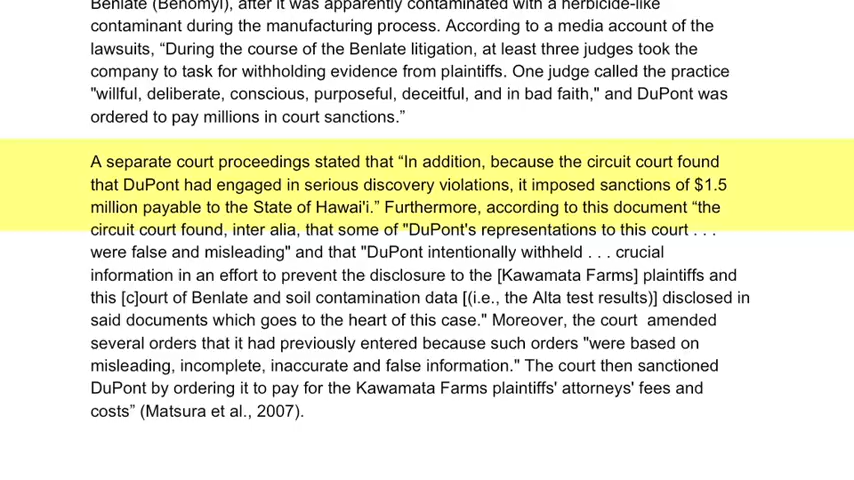 Benlate (Benomyl), after it was apparently contaminated with a herbicide-like
contaminant during the manufacturing process. According to a media account of the
lawsuits, “During the course of the Benlate litigation, at least three judges took the
company to task for withholding evidence from plaintiffs. One judge called the practice
"willful, deliberate, conscious, purposeful, deceitful, and in bad faith," and DuPont was
ordered to pay millions in court sanctions.”
A separate court proceedings stated that “In addition, because the circuit court found
that DuPont had engaged in serious discovery violations, it imposed sanctions of $1.5
million payable to the State of Hawai'i.” Furthermore, according to this document “the
circuit court found, inter alia, that some of "DuPont's representations to this court . . .
were false and misleading" and that "DuPont intentionally withheld . . . crucial
information in an effort to prevent the disclosure to the [Kawamata Farms] plaintiffs and
this [c]ourt of Benlate and soil contamination data [(i.e., the Alta test results)] disclosed in
said documents which goes to the heart of this case." Moreover, the court amended
several orders that it had previously entered because such orders "were based on
misleading, incomplete, inaccurate and false information." The court then sanctioned
DuPont by ordering it to pay for the Kawamata Farms plaintiffs' attorneys' fees and
costs” (Matsura et al., 2007).